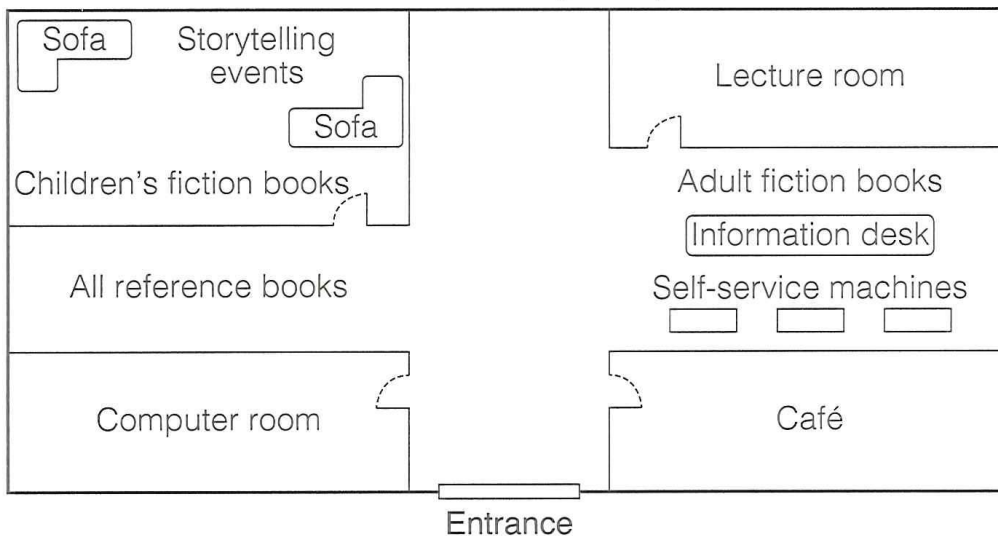 Sofa
Storytelling
events
Sofa
Children's fiction books
All reference books
Computer room
Lecture room
Adult fiction books
Information desk
Self-service machines
Café
Entrance